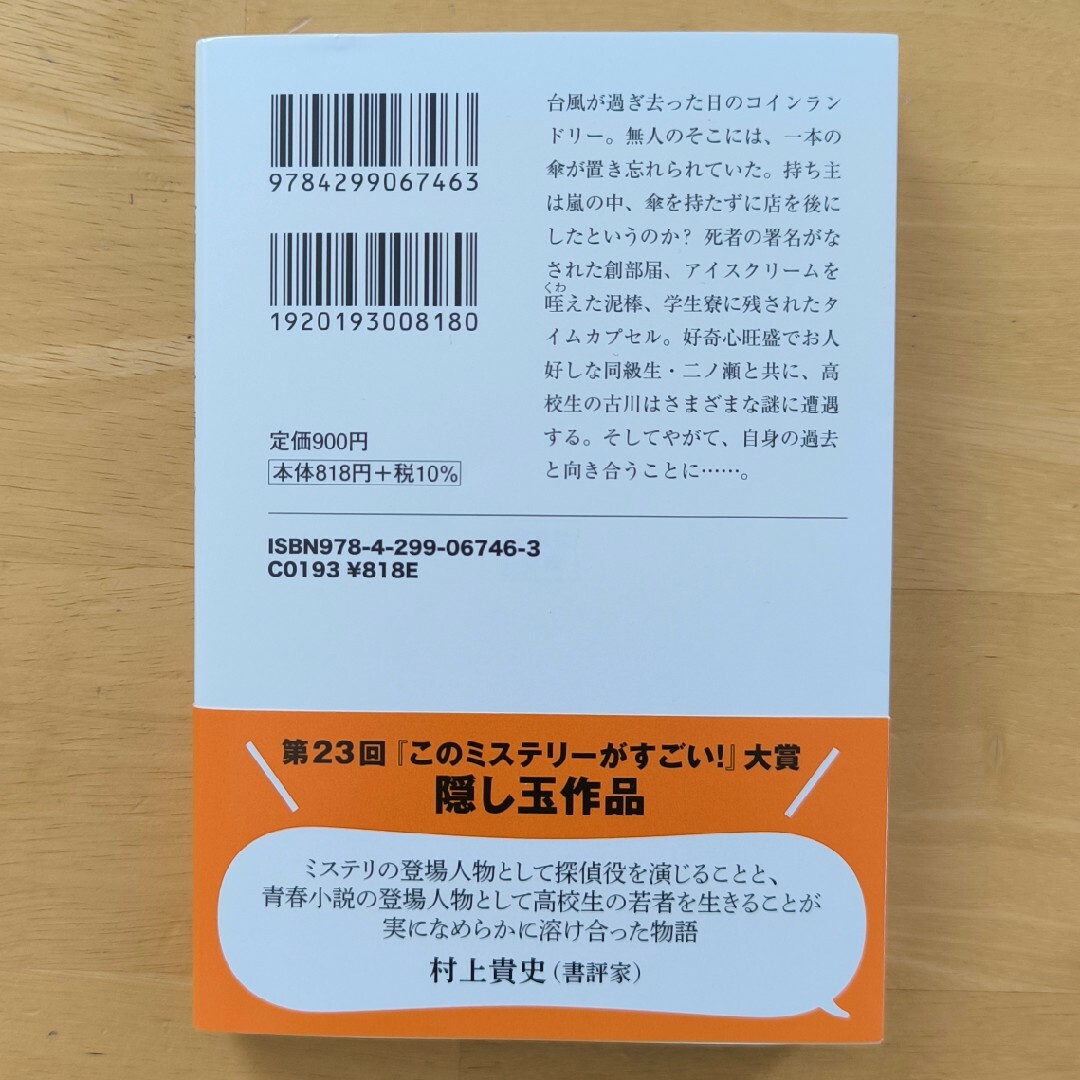 9784299067463
1920193008180
定価900円
本体818円+税10%
台風が過ぎ去った日のコインラン
ドリー。無人のそこには、一本の
傘が置き忘れられていた。持ち主
は嵐の中、傘を持たずに店を後に
したというのか? 死者の署名がな
された創部届、アイスクリームを
くわ
咥えた泥棒、学生寮に残されたタ
イムカプセル。好奇心旺盛でお人
好しな同級生・二ノ瀬と共に、高
校生の古川はさまざまな謎に遭遇
する。そしてやがて、自身の過去
と向き合うことに……。
ISBN978-4-299-06746-3
C0193 ¥818E
第23回『このミステリーがすごい!』大賞
隠し玉作品
ミステリの登場人物として探偵役を演じることと、
青春小説の登場人物として高校生の若者を生きることが
実になめらかに溶け合った物語
村上貴史(書評家)